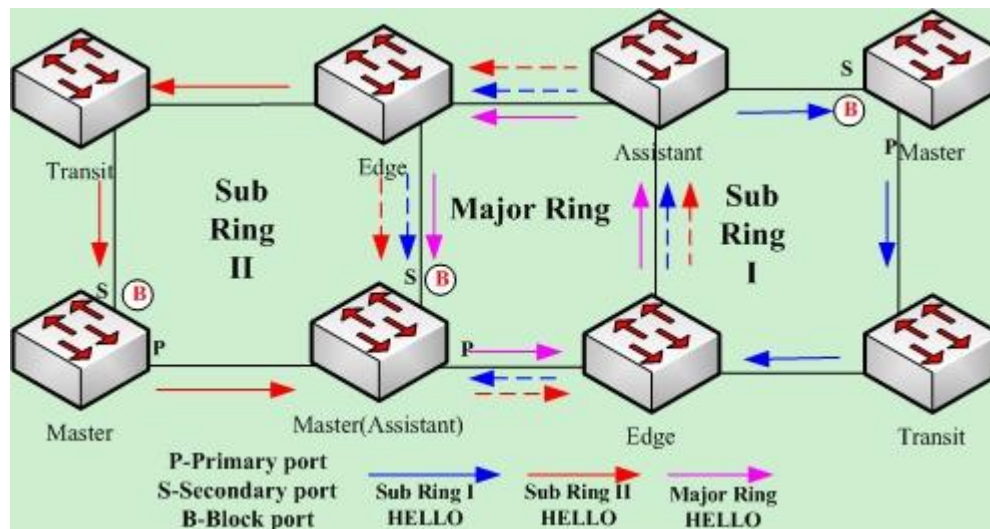 S
B
Transit
Edge
Assistant
P
Master
Sub
Ring
II
Major Ring
Sub
Ring
I
S
B
S
B
P
P
Master
Master(Assistant)
Edge
Transit
P-Primary port
S-Secondary port
B-Block port
Sub Ring I
HELLO
Sub Ring II
HELLO
Major Ring
HELLO